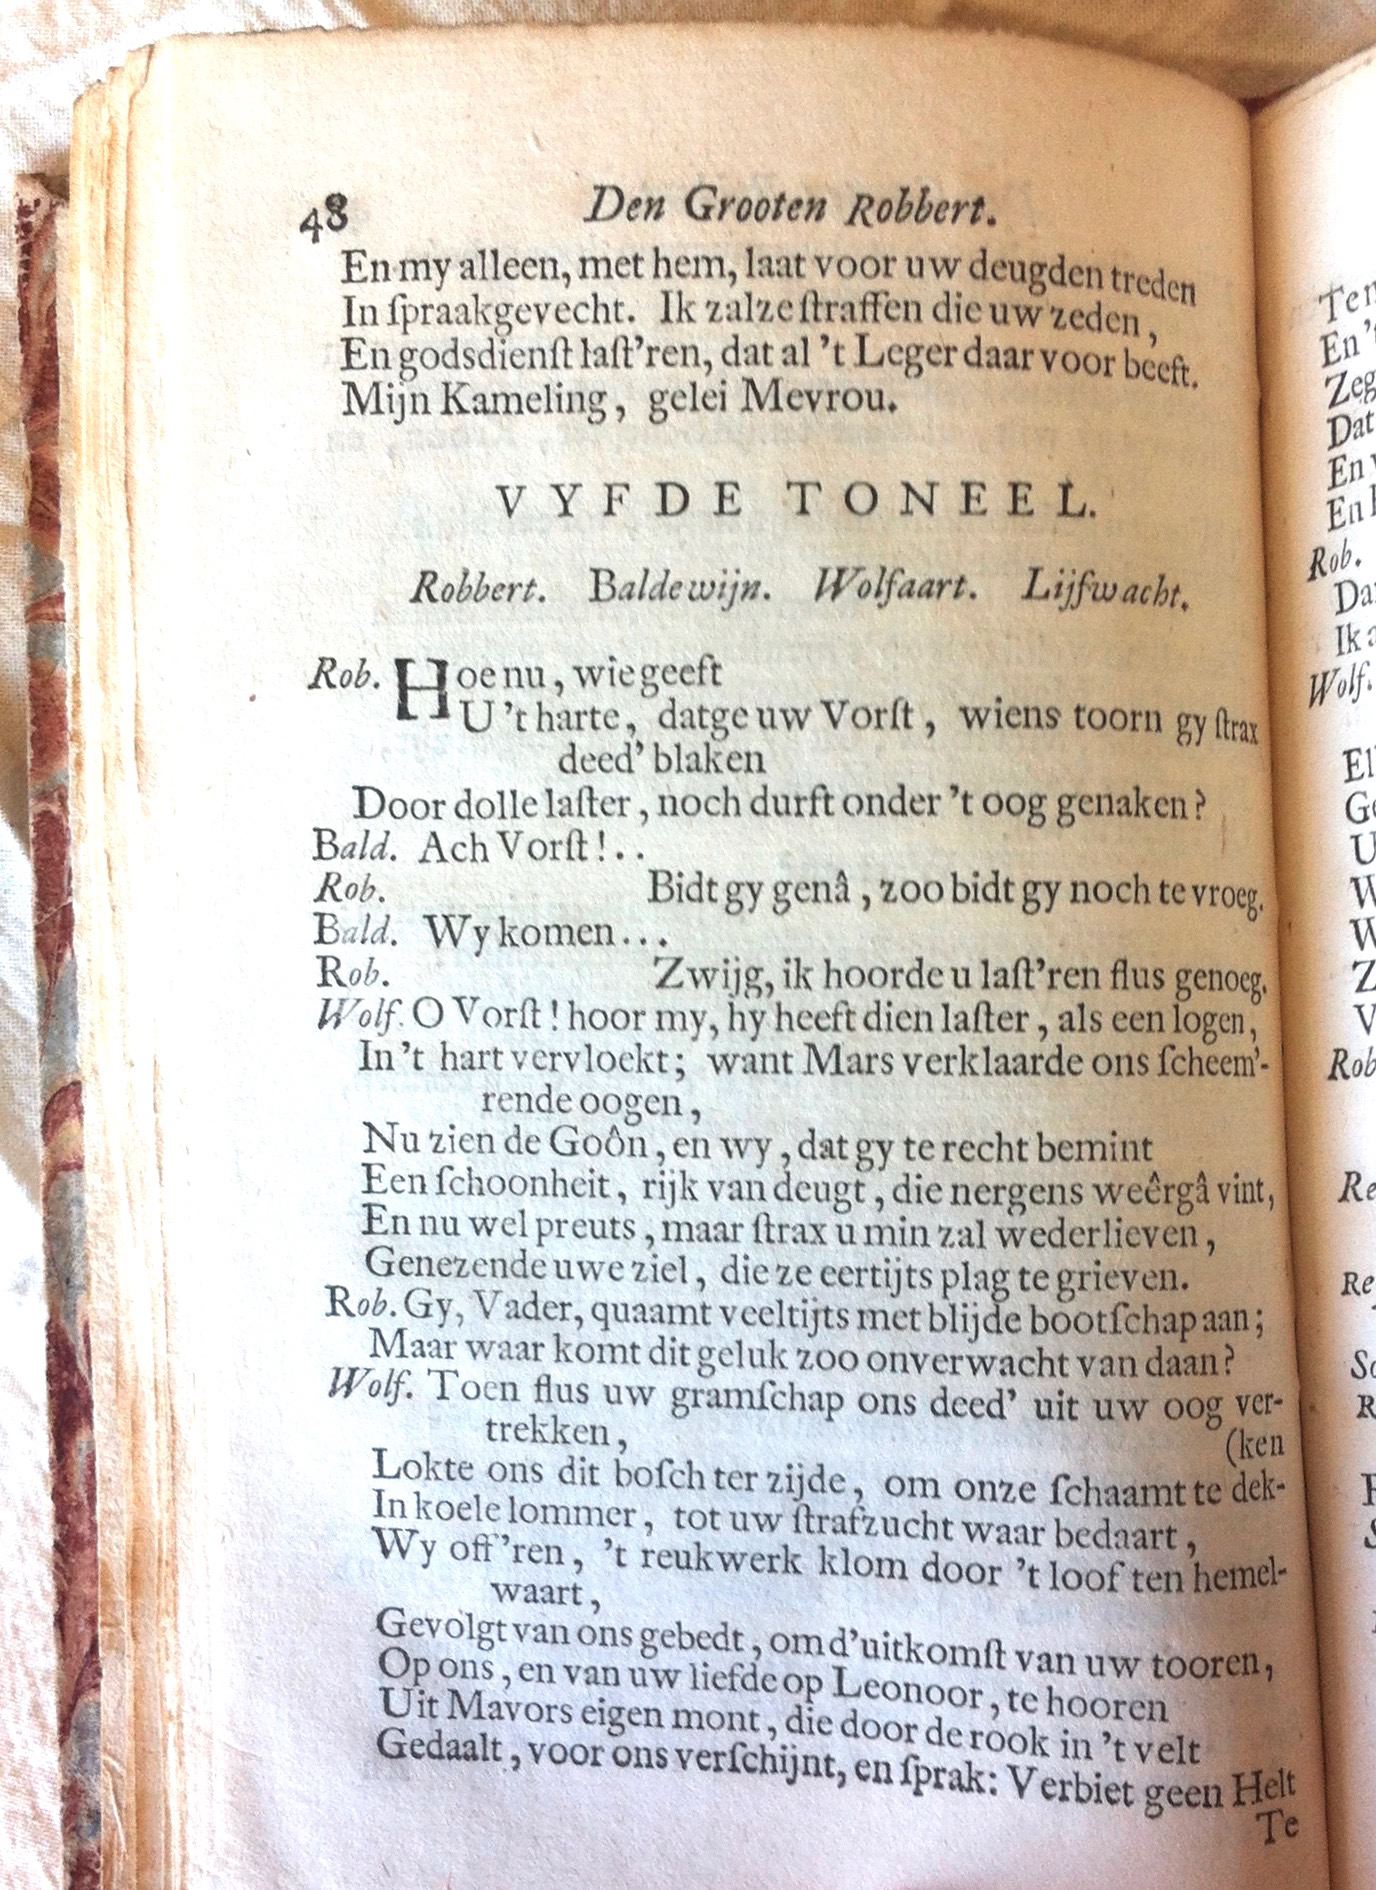 48 Den Grooten Robbert.
En my alleen, met hem, laat voor uw deugden treden
In ſpraakgevecht. Ik zalze ſtraffen die uw zeden,
En godsdienſt laſt'ren, dat al 't Leger daar voor beeft.
Mijn Kameling, gelei Mevrou.
VYFDE TONEEL.
Robbert. Baldewijn. Wolfaart. Lijfwacht.
Rob. Hoe nu, wie geeft
U 't harte, datge uw Vorſt, wiens toorn gy ſtrax
deed' blaken
Door dolle laſter, noch durft onder 't oog genaken?
Bald. Ach Vorſt!..
Rob. Bidt gy genâ, zoo bidt gy noch te vroeg.
Bald. Wy komen...
Rob. Zwijg, ik hoorde u laſt'ren flus genoeg.
Wolf. O Vorſt! hoor my, hy heeft dien laſter, als een logen,
In 't hart vervloekt; want Mars verklaarde ons ſcheem'-
rende oogen,
Nu zien de Goôn, en wy, dat gy te recht bemint
Een ſchoonheit, rijk van deugt, die nergens weêrgâ vint,
En nu wel preuts, maar ſtrax u min zal wederlieven,
Genezende uwe ziel, die ze eertijts plag te grieven.
Rob. Gy, Vader, quaamt veeltijts met blijde bootſchap aan;
Maar waar komt dit geluk zoo onverwacht van daan?
Wolf. Toen flus uw gramſchap ons deed' uit uw oog ver-
trekken, (ken
Lokte ons dit boſch ter zijde, om onze ſchaamt te dek-
In koele lommer, tot uw ſtrafzucht waar bedaart,
Wy off'ren, 't reukwerk klom door 't loof ten hemel-
waart,
Gevolgt van ons gebedt, om d'uitkomſt van uw tooren,
Op ons, en van uw liefde op Leonoor, te hooren
Uit Mavors eigen mont, die door de rook in 't velt
Gedaalt, voor ons verſchijnt, en ſprak: Verbiet geen Helt
Te
En
Zeg
Dat
En
En
Rob.
Ik
Wolf.
Rob